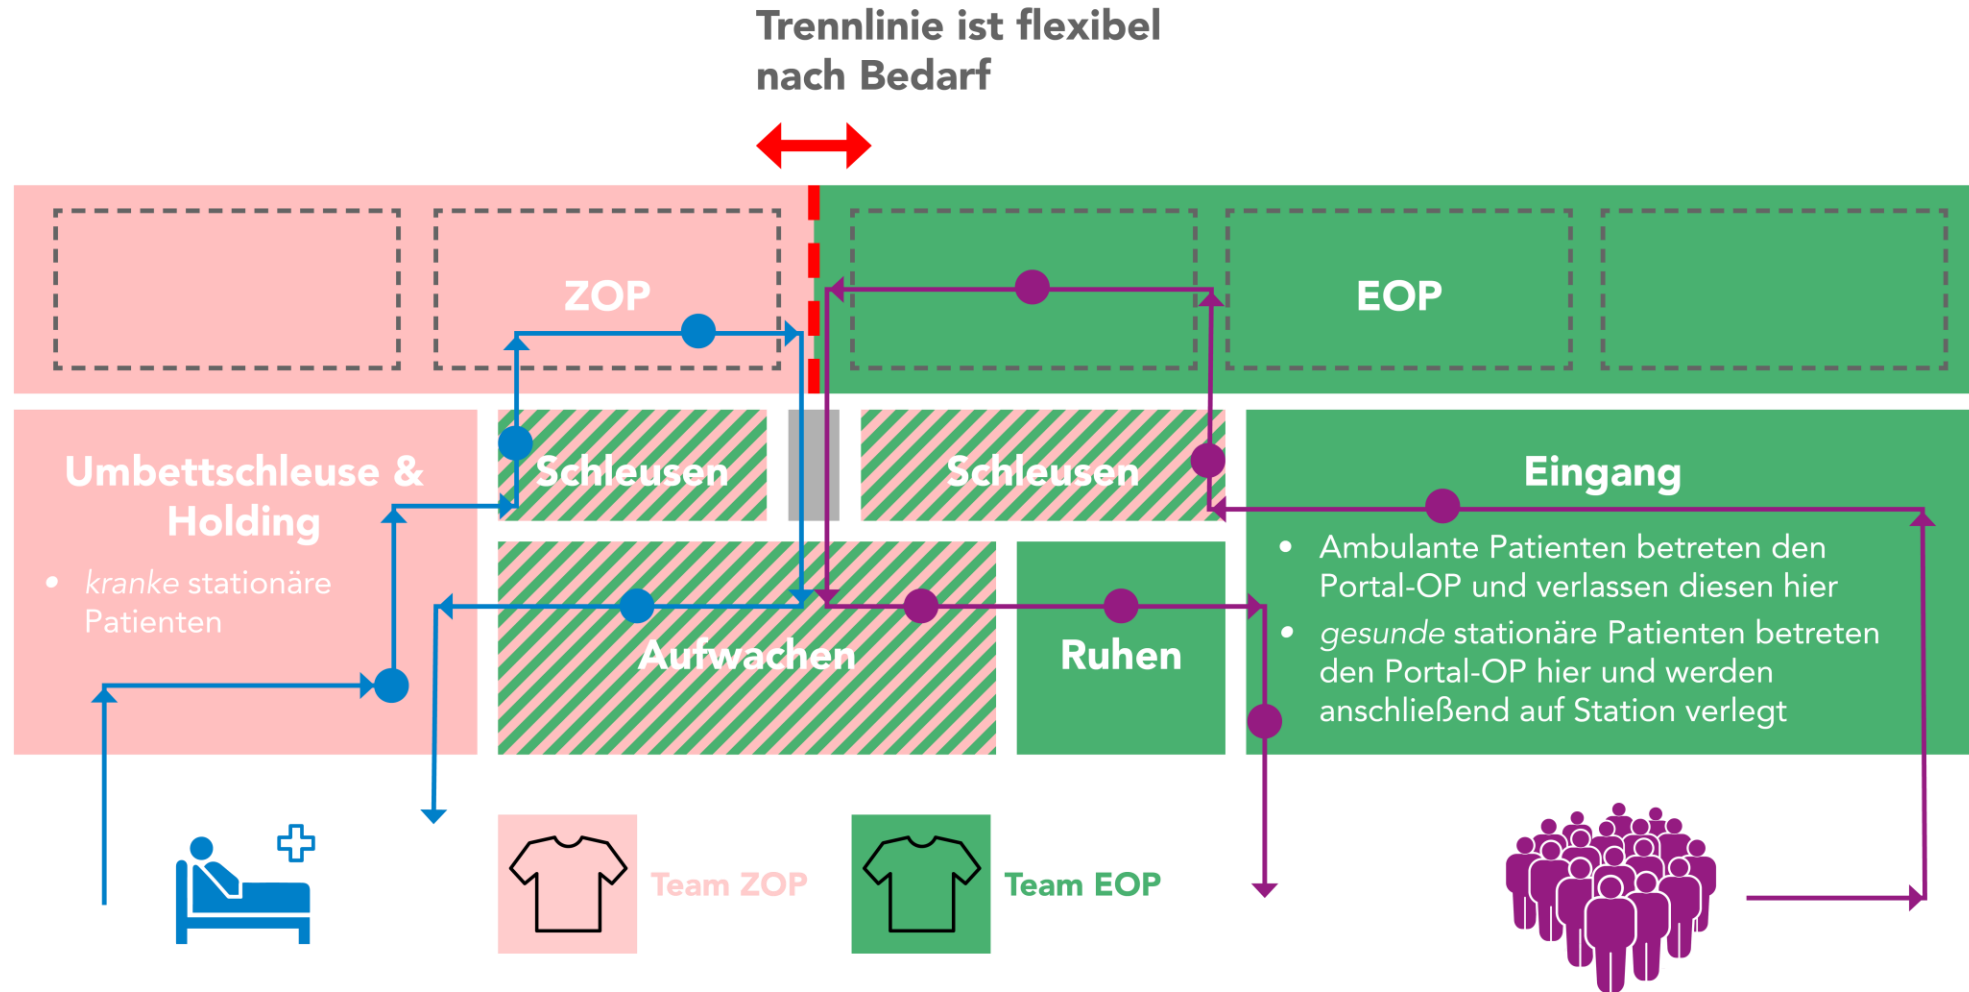 Trennlinie ist flexibel
nach Bedarf
ZOP
EOP
Umbettschleuse &
Holding
• kranke stationäre
Patienten
Schleusen
Schleusen
Eingang
• Ambulante Patienten betreten den
Portal-OP und verlassen diesen hier
• gesunde stationäre Patienten betreten
den Portal-OP hier und werden
anschließend auf Station verlegt
Aufwachen
Ruhen
Team ZOP
Team EOP